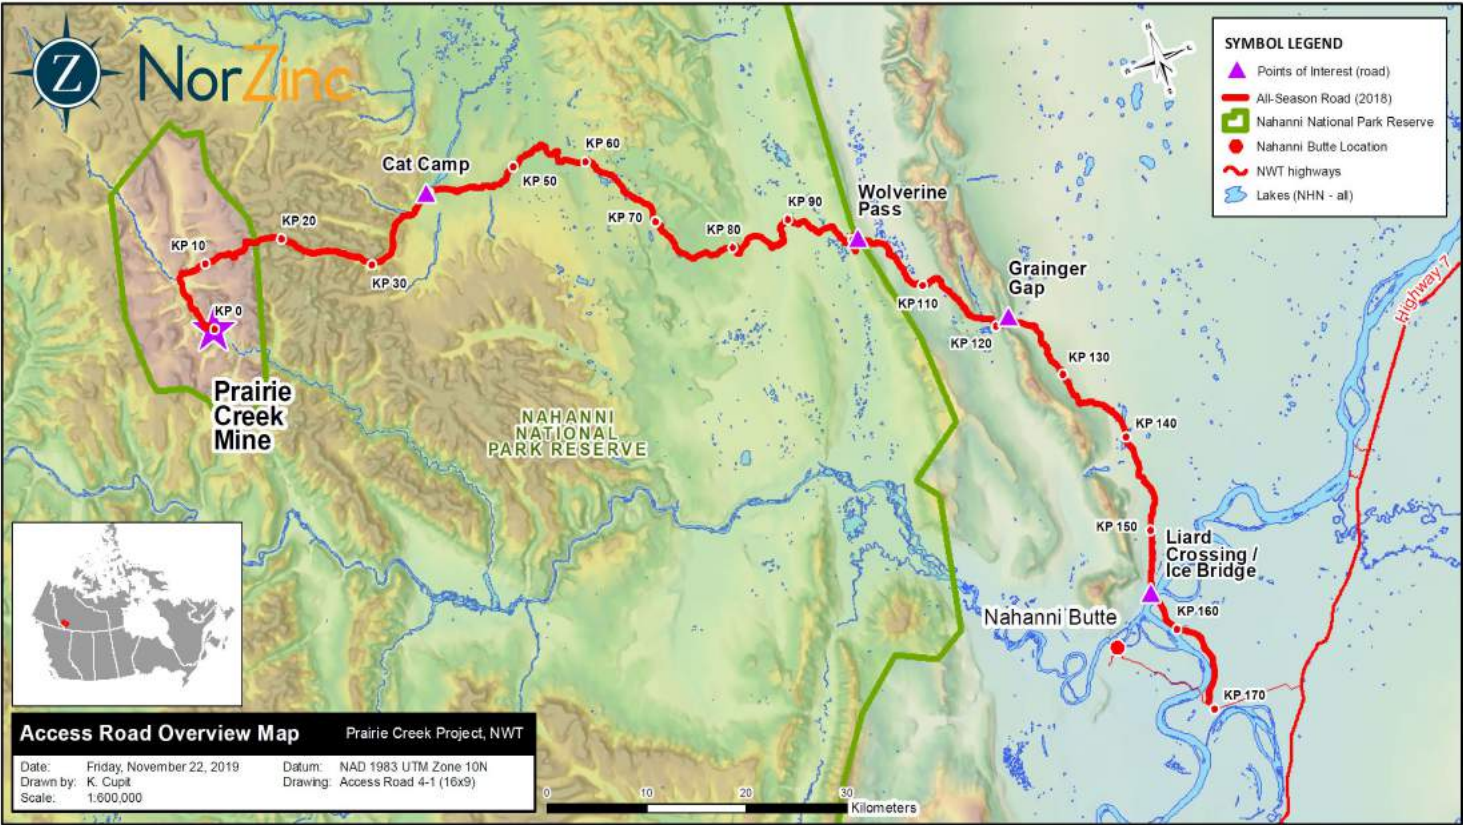 NorZinc
SYMBOL LEGEND
Points of Interest (road)
All-Season Road (2018)
Nahanni National Park Reserve
Nahanni Butte Location
NWT highways
Lakes (NHN - all)
Cat Camp
KP 60
KP 50
KP 20
KP 10
KP 30
KP 0
Prairie
Creek
Mine
KP 70
KP 80
KP 90
Wolverine
Pass
Grainger
Gap
KP 110
KP 120
KP 130
KP 140
KP 150
Highway 7
NAHANNI
NATIONAL
PARK RESERVE
Liard
Crossing /
Ice Bridge
KP 160
Nahanni Butte
KP 170
Access Road Overview Map Prairie Creek Project, NWT
Date: Friday, November 22, 2019 Datum: NAD 1983 UTM Zone 10N
Drawn by: K. Cupit Drawing: Access Road 4-1 (16x9)
Scale: 1:600,000
0 10 20 30
Kilometers